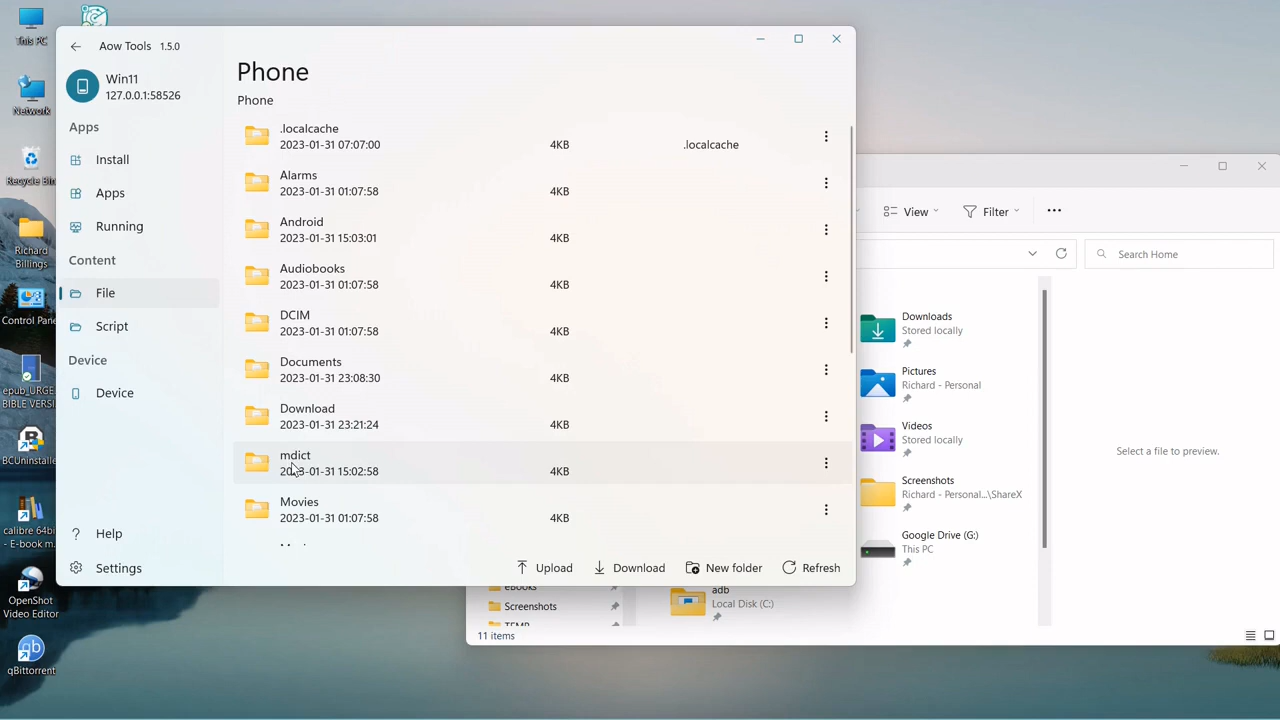 This PC
Network
Recycle Bin
Richard
Billings
Control Pane
epub_URGE
BIBLE VERSI
BCUninstalle
calibre 64bi
- E-book m...
OpenShot
Video Editor
qBittorrent
Aow Tools 1.5.0
Win11
127.0.0.1:58526
Apps
Install
Apps
Running
Content
File
Script
Device
Device
Help
Settings
Phone
Phone
.localcache
2023-01-31 07:07:00 4KB .localcache
Alarms
2023-01-31 01:07:58 4KB
Android
2023-01-31 15:03:01 4KB
Audiobooks
2023-01-31 01:07:58 4KB
DCIM
2023-01-31 01:07:58 4KB
Documents
2023-01-31 23:08:30 4KB
Download
2023-01-31 23:21:24 4KB
mdict
2023-01-31 15:02:58 4KB
Movies
2023-01-31 01:07:58 4KB
Upload Download New folder Refresh
View Filter
Search Home
Downloads
Stored locally
Pictures
Richard - Personal
Videos
Stored locally
Screenshots
Richard - Personal...\ShareX
Google Drive (G:)
This PC
Select a file to preview.
eBooks
Screenshots
TEMP
adb
Local Disk (C:)
11 items